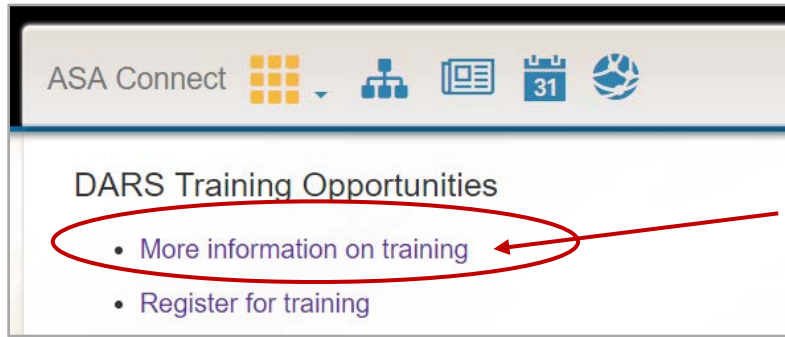 ASA Connect
31
DARS Training Opportunities
• More information on training
• Register for training